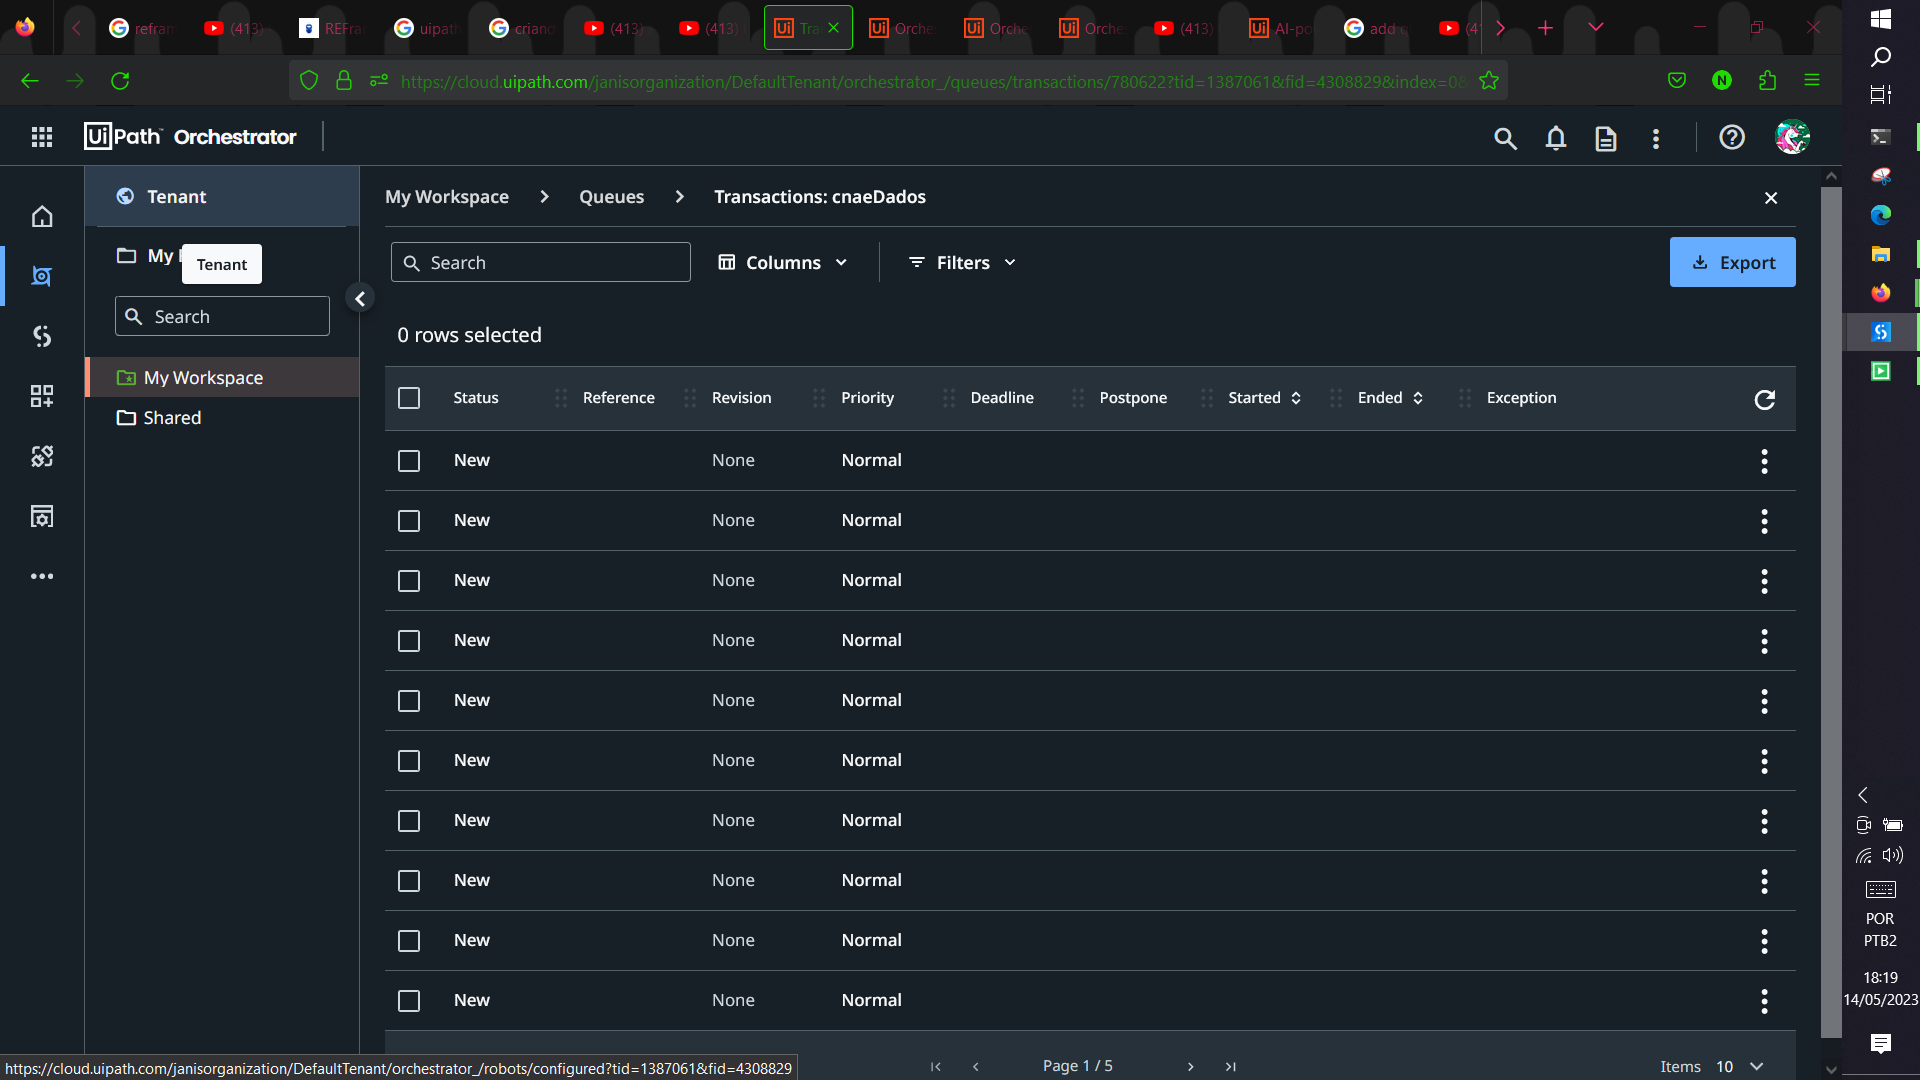 refran
(413)
REFra
uipath
criand
(413)
(413)
Tra
Orche
Orche
Orche
(413)
AI-po
add q
(41
https://cloud.uipath.com/janisorganization/DefaultTenant/orchestrator_/queues/transactions/780622?tid=1387061&fid=4308829&index=08
N
UiPath Orchestrator
Tenant
My Workspace
Queues
Transactions: cnaeDados
My
Tenant
Search
My Workspace
Shared
Search
Columns
Filters
Export
0 rows selected
Status Reference Revision Priority Deadline Postpone Started Ended Exception
New None Normal
New None Normal
New None Normal
New None Normal
New None Normal
New None Normal
New None Normal
New None Normal
New None Normal
New None Normal
Page 1 / 5
Items 10
https://cloud.uipath.com/janisorganization/DefaultTenant/orchestrator_/robots/configured?tid=1387061&fid=4308829
POR
PTB2
18:19
14/05/2023